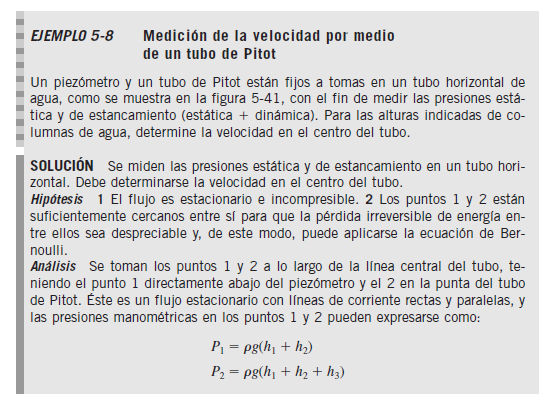 EJEMPLO 5-8 Medición de la velocidad por medio
de un tubo de Pitot
Un piezómetro y un tubo de Pitot están fijos a tomas en un tubo horizontal de
agua, como se muestra en la figura 5-41, con el fin de medir las presiones está-
tica y de estancamiento (estática + dinámica). Para las alturas indicadas de co-
lumnas de agua, determine la velocidad en el centro del tubo.
SOLUCIÓN Se miden las presiones estática y de estancamiento en un tubo hori-
zontal. Debe determinarse la velocidad en el centro del tubo.
Hipótesis 1 El flujo es estacionario e incompresible. 2 Los puntos 1 y 2 están
suficientemente cercanos entre sí para que la pérdida irreversible de energía en-
tre ellos sea despreciable y, de este modo, puede aplicarse la ecuación de Ber-
noulli.
Análisis Se toman los puntos 1 y 2 a lo largo de la línea central del tubo, te-
niendo el punto 1 directamente abajo del piezómetro y el 2 en la punta del tubo
de Pitot. Éste es un flujo estacionario con líneas de corriente rectas y paralelas, y
las presiones manométricas en los puntos 1 y 2 pueden expresarse como:
P₁ = ρg(h₁ + h₂)
P₂ = ρg(h₁ + h₂ + h₃)